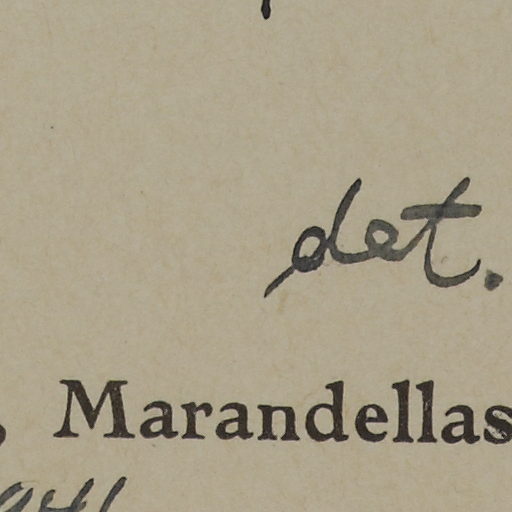 det.
, Marandellas